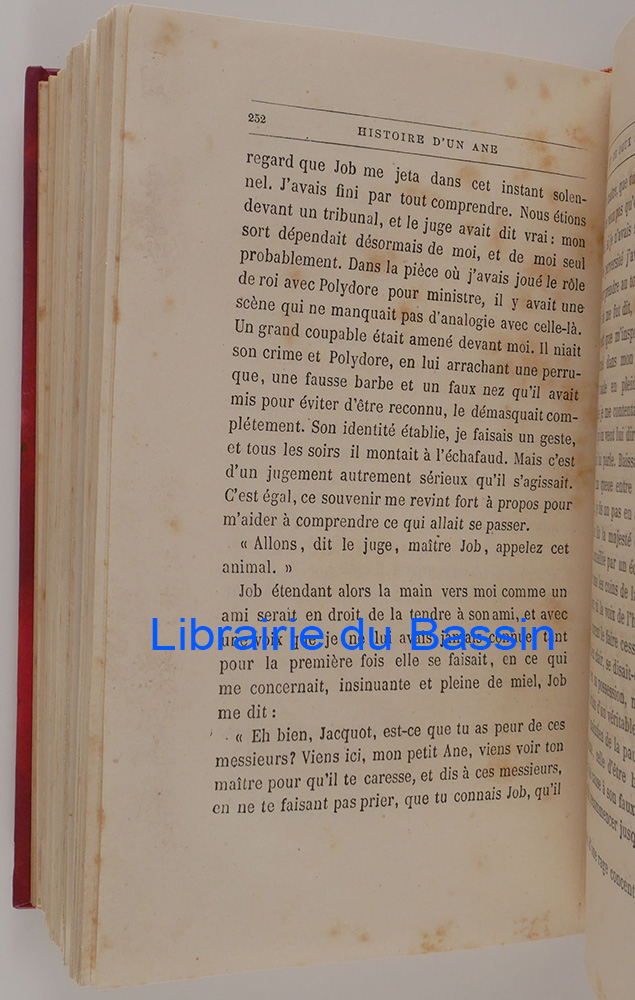 252
HISTOIRE D'UN ANE
regard que Job me jeta dans cet instant solen-
nel. J'avais fini par tout comprendre. Nous étions
devant un tribunal, et le juge avait dit vrai: mon
sort dépendait désormais de moi, et de moi seul
probablement. Dans la pièce où j'avais joué le rôle
de roi avec Polydore pour ministre, il y avait une
scène qui ne manquait pas d'analogie avec celle-là.
Un grand coupable était amené devant moi. Il niait
son crime et Polydore, en lui arrachant une perru-
que, une fausse barbe et un faux nez qu'il avait
mis pour éviter d'être reconnu, le démasquait com-
plétement. Son identité établie, je faisais un geste,
et tous les soirs il montait à l'échafaud. Mais c'est
d'un jugement autrement sérieux qu'il s'agissait.
C'est égal, ce souvenir me revint fort à propos pour
m'aider à comprendre ce qui allait se passer.
« Allons, dit le juge, maître Job, appelez cet
animal. »
Job étendant alors la main vers moi comme un
ami serait en droit de la tendre à son ami, et avec
une voix que je ne lui avais jamais connue, tant
pour la première fois elle se faisait, en ce qui
me concernait, insinuante et pleine de miel, Job
me dit :
« Eh bien, Jacquot, est-ce que tu as peur de ces
messieurs? Viens ici, mon petit Ane, viens voir ton
maître pour qu'il te caresse, et dis à ces messieurs,
en ne te faisant pas prier, que tu connais Job, qu'il
Librairie du Bassin